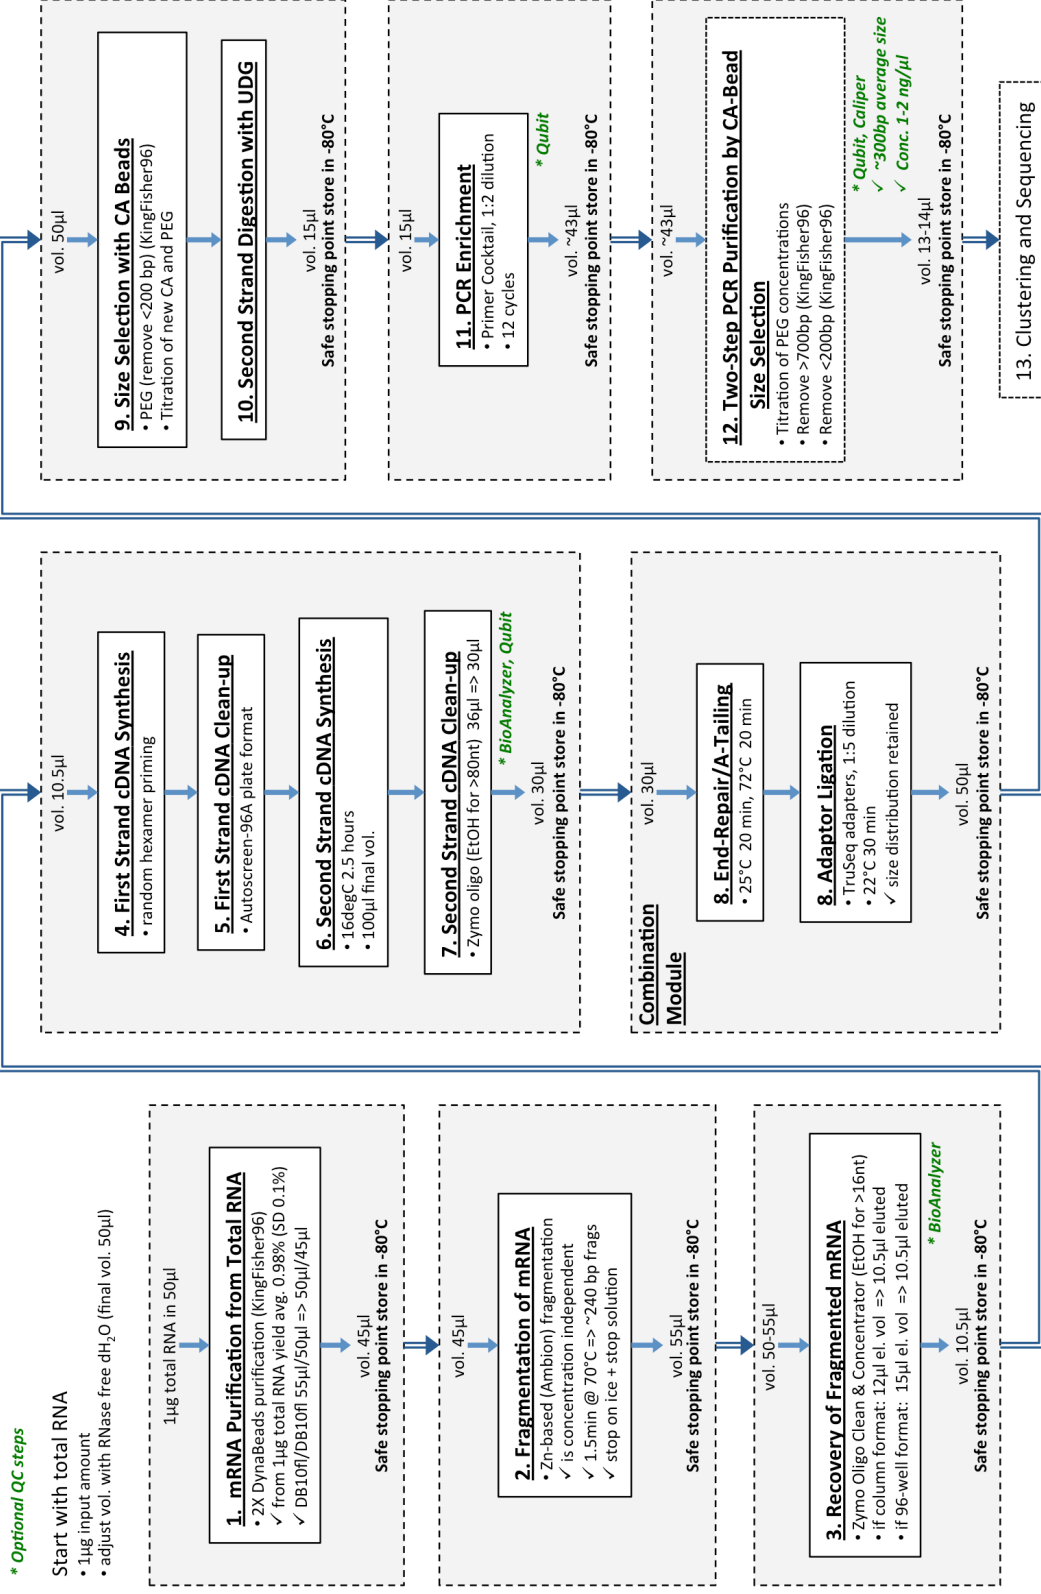 * Optional QC steps
Start with total RNA
• 1µg input amount
• adjust vol. with RNase free dH2O (final vol. 50µl)
1µg total RNA in 50µl
1. mRNA Purification from Total RNA
• 2X DynaBeads purification (KingFisher96)
✓ from 1µg total RNA yield avg. 0.98% (SD 0.1%)
✓ DB10fl/DB10fl 55µl/50µl => 50µl/45µl
vol. 45µl
Safe stopping point store in -80°C
vol. 45µl
2. Fragmentation of mRNA
• Zn-based (Ambion) fragmentation
✓ is concentration independent
✓ 1.5min @ 70°C => ~240 bp frags
✓ stop on ice + stop solution
vol. 55µl
Safe stopping point store in -80°C
vol. 50-55µl
3. Recovery of Fragmented mRNA
• Zymo Oligo Clean & Concentrator (EtOH for >16nt)
• if column format: 12µl el. vol => 10.5µl eluted
• if 96-well format: 15µl el. vol => 10.5µl eluted
* BioAnalyzer
vol. 10.5µl
Safe stopping point store in -80°C
vol. 10.5µl
4. First Strand cDNA Synthesis
• random hexamer priming
5. First Strand cDNA Clean-up
• Autoscreen-96A plate format
6. Second Strand cDNA Synthesis
• 16degC 2.5 hours
• 100µl final vol.
7. Second Strand cDNA Clean-up
• Zymo oligo (EtOH for >80nt) 36µl => 30µl
* BioAnalyzer, Qubit
vol. 30µl
Safe stopping point store in -80°C
Combination
Module
vol. 30µl
8. End-Repair/A-Tailing
• 25°C 20 min, 72°C 20 min
8. Adaptor Ligation
• TruSeq adapters, 1:5 dilution
• 22°C 30 min
✓ size distribution retained
vol. 50µl
Safe stopping point store in -80°C
vol. 50µl
9. Size Selection with CA Beads
• PEG (remove <200 bp) (KingFisher96)
• Titration of new CA and PEG
10. Second Strand Digestion with UDG
vol. 15µl
Safe stopping point store in -80°C
vol. 15µl
11. PCR Enrichment
• Primer Cocktail, 1:2 dilution
• 12 cycles
* Qubit
vol. ~43µl
Safe stopping point store in -80°C
vol. ~43µl
12. Two-Step PCR Purification by CA-Bead
Size Selection
• Titration of PEG concentrations
• Remove >700bp (KingFisher96)
• Remove <200bp (KingFisher96)
* Qubit, Caliper
✓ ~300bp average size
✓ Conc. 1-2 ng/µl
vol. 13-14µl
Safe stopping point store in -80°C
13. Clustering and Sequencing